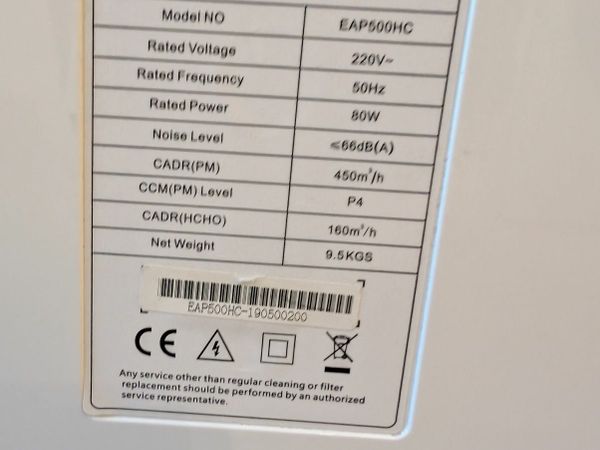 Model NO EAP500HC
Rated Voltage 220V~
Rated Frequency 50Hz
Rated Power 80W
Noise Level ≤66dB(A)
CADR(PM) 450m³/h
CCM(PM) Level P4
CADR(HCHO) 160m³/h
Net Weight 9.5KGS
EAP500HC-190500200
CE
Any service other than regular cleaning or filter
replacement should be performed by an authorized
service representative.